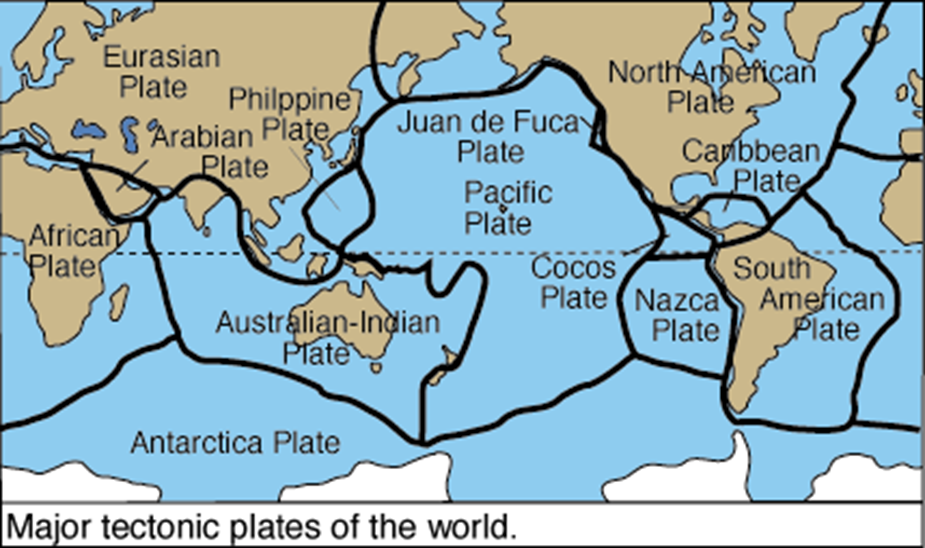 Eurasian
Plate
Philppine
Plate
Arabian
Plate
North American
Plate
Juan de Fuca
Plate
Caribbean
Plate
Pacific
Plate
African
Plate
Cocos
Plate
South
American
Plate
Nazca
Plate
Australian-Indian
Plate
Antarctica Plate
Major tectonic plates of the world.